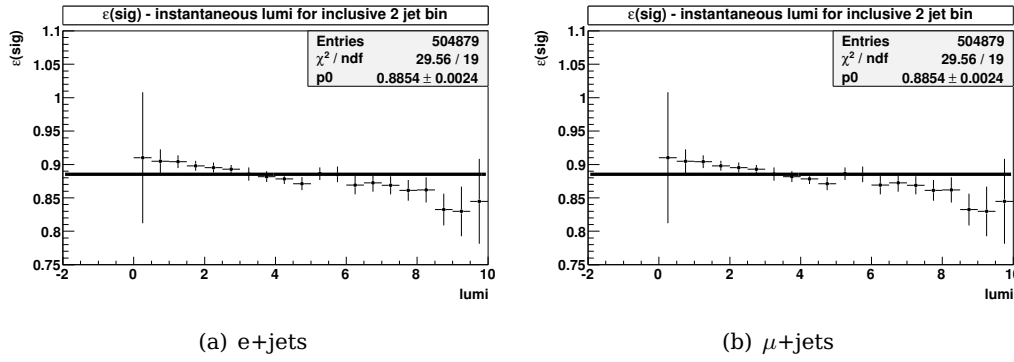 ε(sig) - instantaneous lumi for inclusive 2 jet bin
ε(sig)
Entries 504879
χ² / ndf 29.56 / 19
p0 0.8854 ± 0.0024
1.1
1.05
1
0.95
0.9
0.85
0.8
0.75
-2 0 2 4 6 8 10
lumi
(a) e+jets
ε(sig) - instantaneous lumi for inclusive 2 jet bin
ε(sig)
Entries 504879
χ² / ndf 29.56 / 19
p0 0.8854 ± 0.0024
1.1
1.05
1
0.95
0.9
0.85
0.8
0.75
-2 0 2 4 6 8 10
lumi
(b) μ+jets